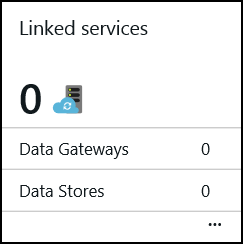 Linked services
0
Data Gateways 0
Data Stores 0
...